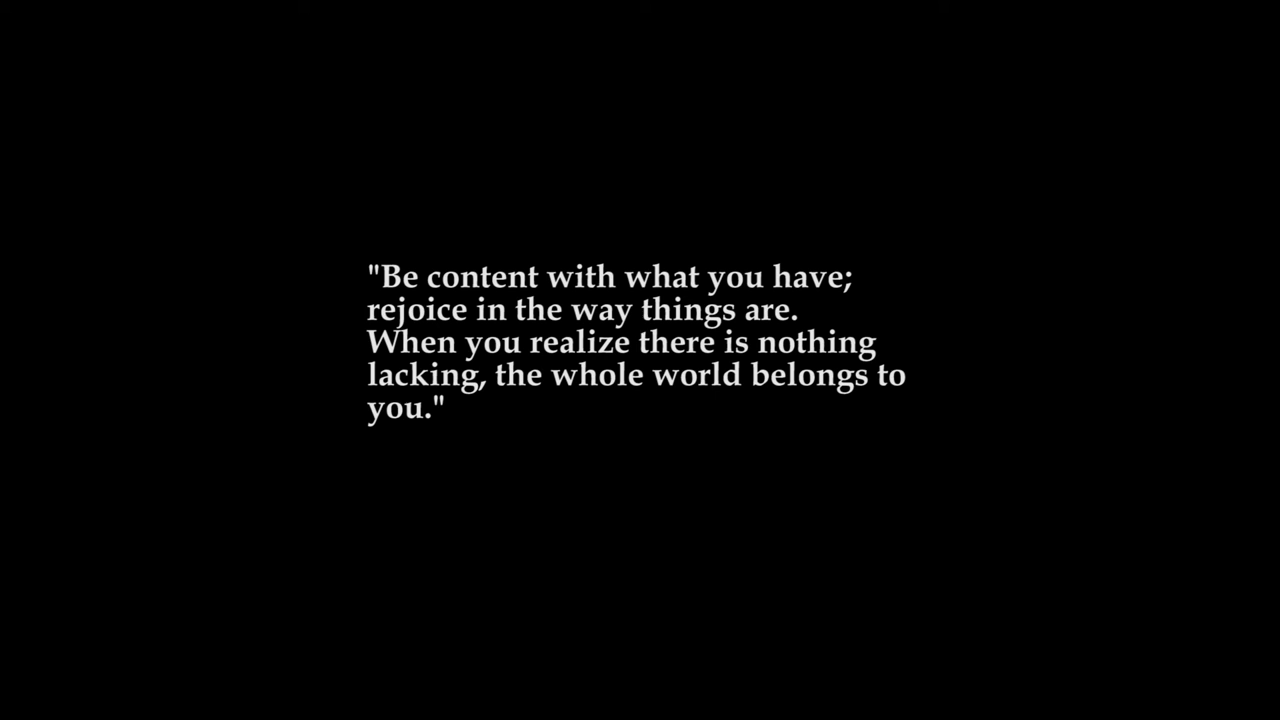 "Be content with what you have;
rejoice in the way things are.
When you realize there is nothing
lacking, the whole world belongs to
you."